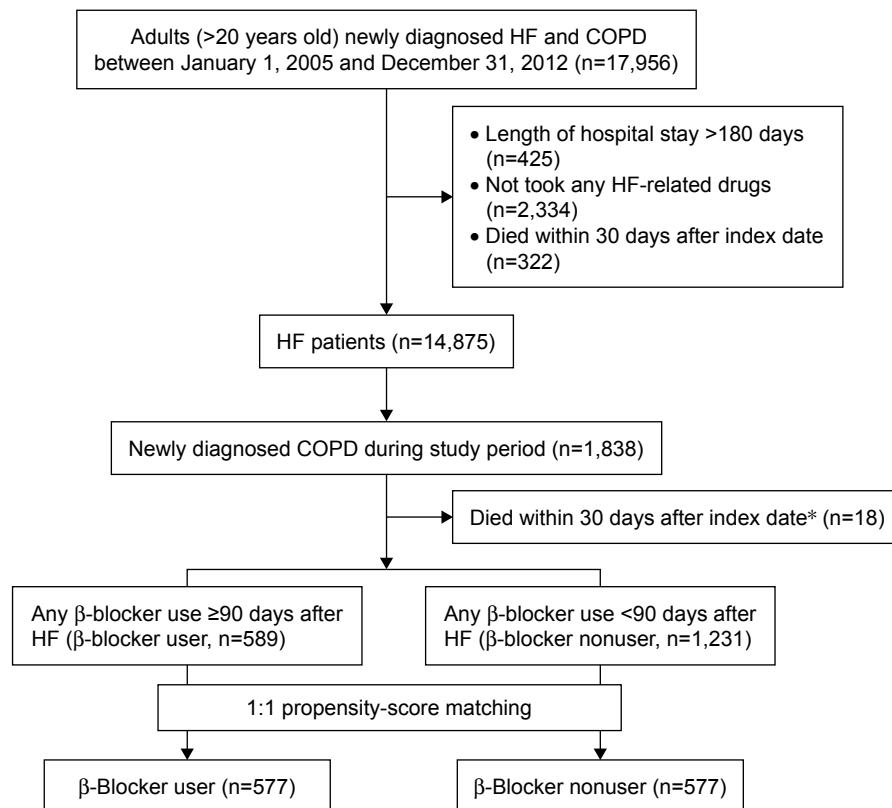 Adults (>20 years old) newly diagnosed HF and COPD
between January 1, 2005 and December 31, 2012 (n=17,956)
• Length of hospital stay >180 days
(n=425)
• Not took any HF-related drugs
(n=2,334)
• Died within 30 days after index date
(n=322)
HF patients (n=14,875)
Newly diagnosed COPD during study period (n=1,838)
Died within 30 days after index date* (n=18)
Any β-blocker use ≥90 days after
HF (β-blocker user, n=589)
Any β-blocker use <90 days after
HF (β-blocker nonuser, n=1,231)
1:1 propensity-score matching
β-Blocker user (n=577)
β-Blocker nonuser (n=577)